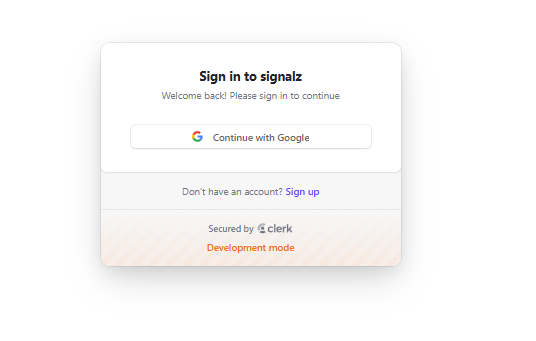 Sign in to signalz
Welcome back! Please sign in to continue
Continue with Google
Don't have an account? Sign up
Secured by clerk
Development mode